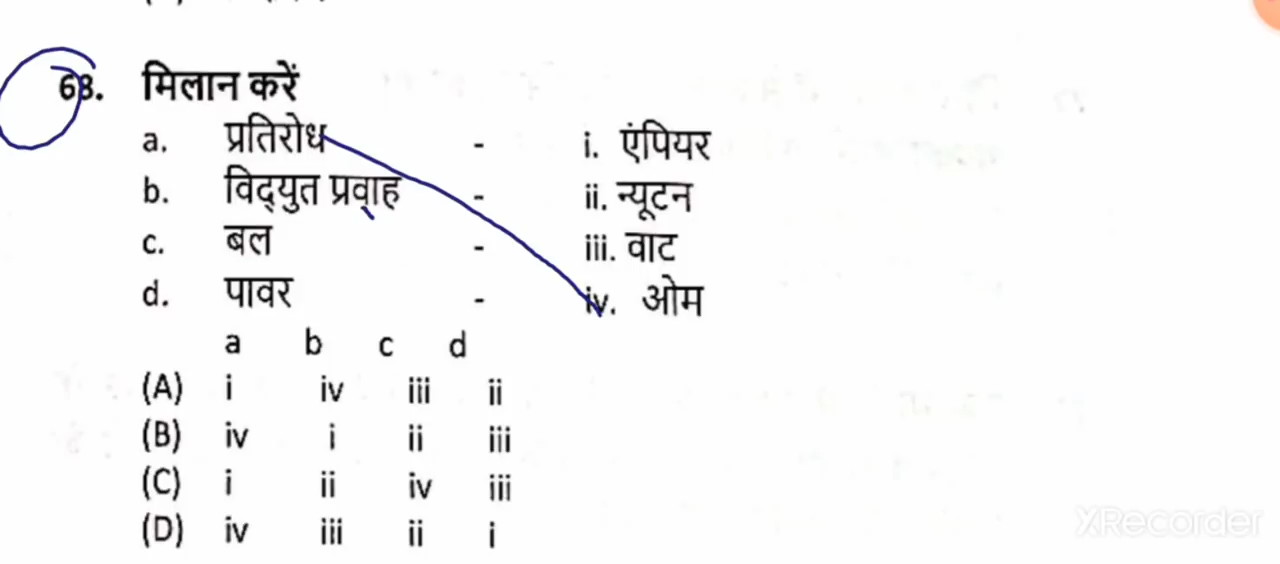 68. मिलान करें
a. प्रतिरोध - i. एंपियर
b. विद्युत प्रवाह - ii. न्यूटन
c. बल - iii. वाट
d. पावर - iv. ओम
a b c d
(A) i iv iii ii
(B) iv i ii iii
(C) i ii iv iii
(D) iv iii ii i
XRecorder